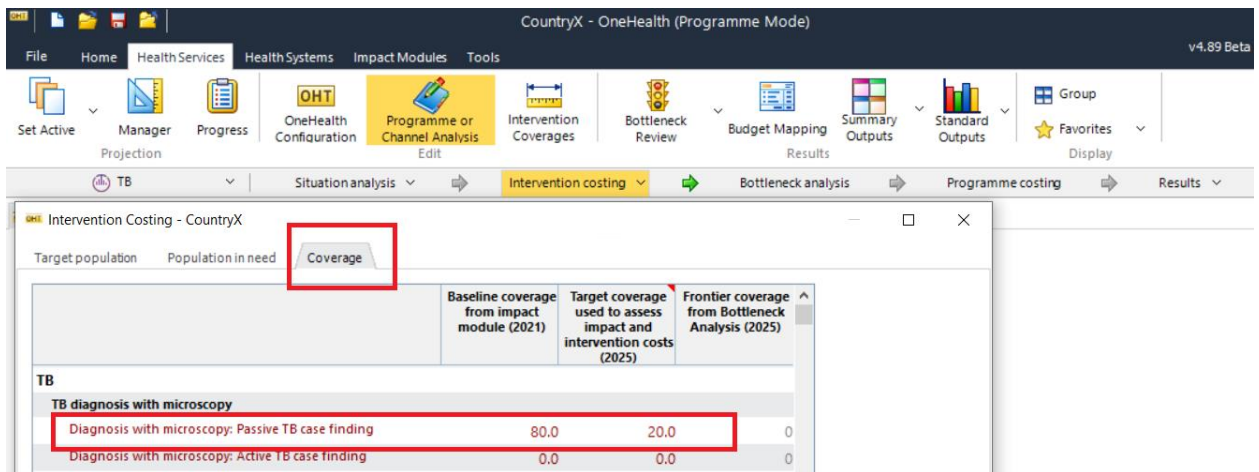 OHT
CountryX - OneHealth (Programme Mode)
File Home Health Services Health Systems Impact Modules Tools v4.89 Beta
Set Active Manager Progress OHT OneHealth Configuration Programme or Channel Analysis Intervention Coverages Bottleneck Review Budget Mapping Summary Outputs Standard Outputs Group Favorites
Projection Edit Results Display
TB Situation analysis Intervention costing Bottleneck analysis Programme costing Results
OHT Intervention Costing - CountryX
Target population Population in need Coverage
Baseline coverage Target coverage Frontier coverage
from impact used to assess from Bottleneck
module (2021) impact and Analysis (2025)
intervention costs
(2025)
TB
TB diagnosis with microscopy
Diagnosis with microscopy: Passive TB case finding 80.0 20.0 0
Diagnosis with microscopy: Active TB case finding 0.0 0.0 0